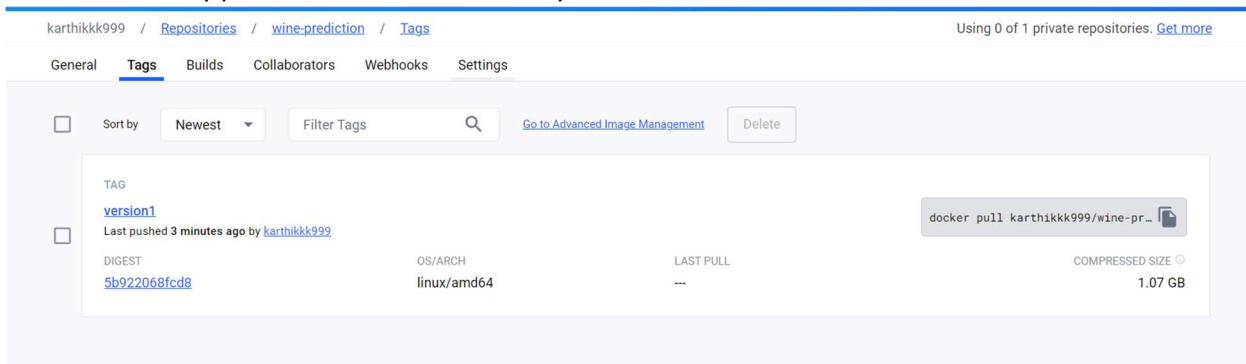 karthikkk999 / Repositories / wine-prediction / Tags Using 0 of 1 private repositories. Get more
General Tags Builds Collaborators Webhooks Settings
Sort by Newest Filter Tags Go to Advanced Image Management Delete
TAG
version1
docker pull karthikkk999/wine-pr…
Last pushed 3 minutes ago by karthikkk999
DIGEST OS/ARCH LAST PULL COMPRESSED SIZE
5b922068fcd8 linux/amd64 --- 1.07 GB